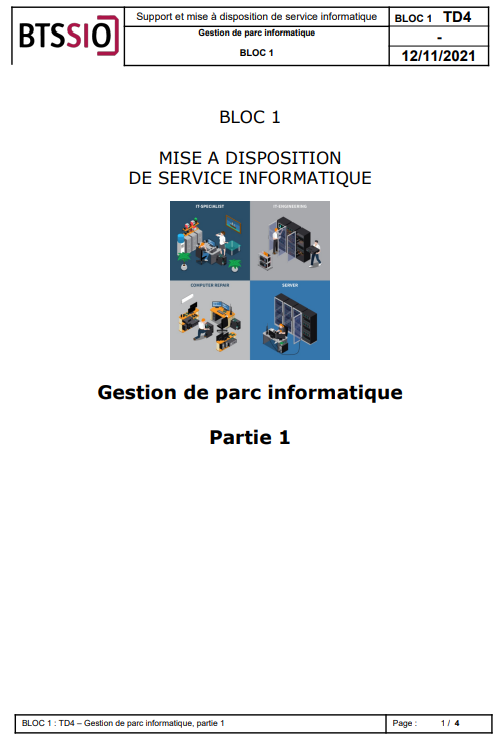 BTSSIO
Support et mise à disposition de service informatique
Gestion de parc informatique
BLOC 1
BLOC 1 TD4
-
12/11/2021
BLOC 1
MISE A DISPOSITION
DE SERVICE INFORMATIQUE
IT-SPECIALIST
IT-ENGINEERING
COMPUTER REPAIR
SERVER
Gestion de parc informatique
Partie 1
BLOC 1 : TD4 – Gestion de parc informatique, partie 1
Page : 1 / 4